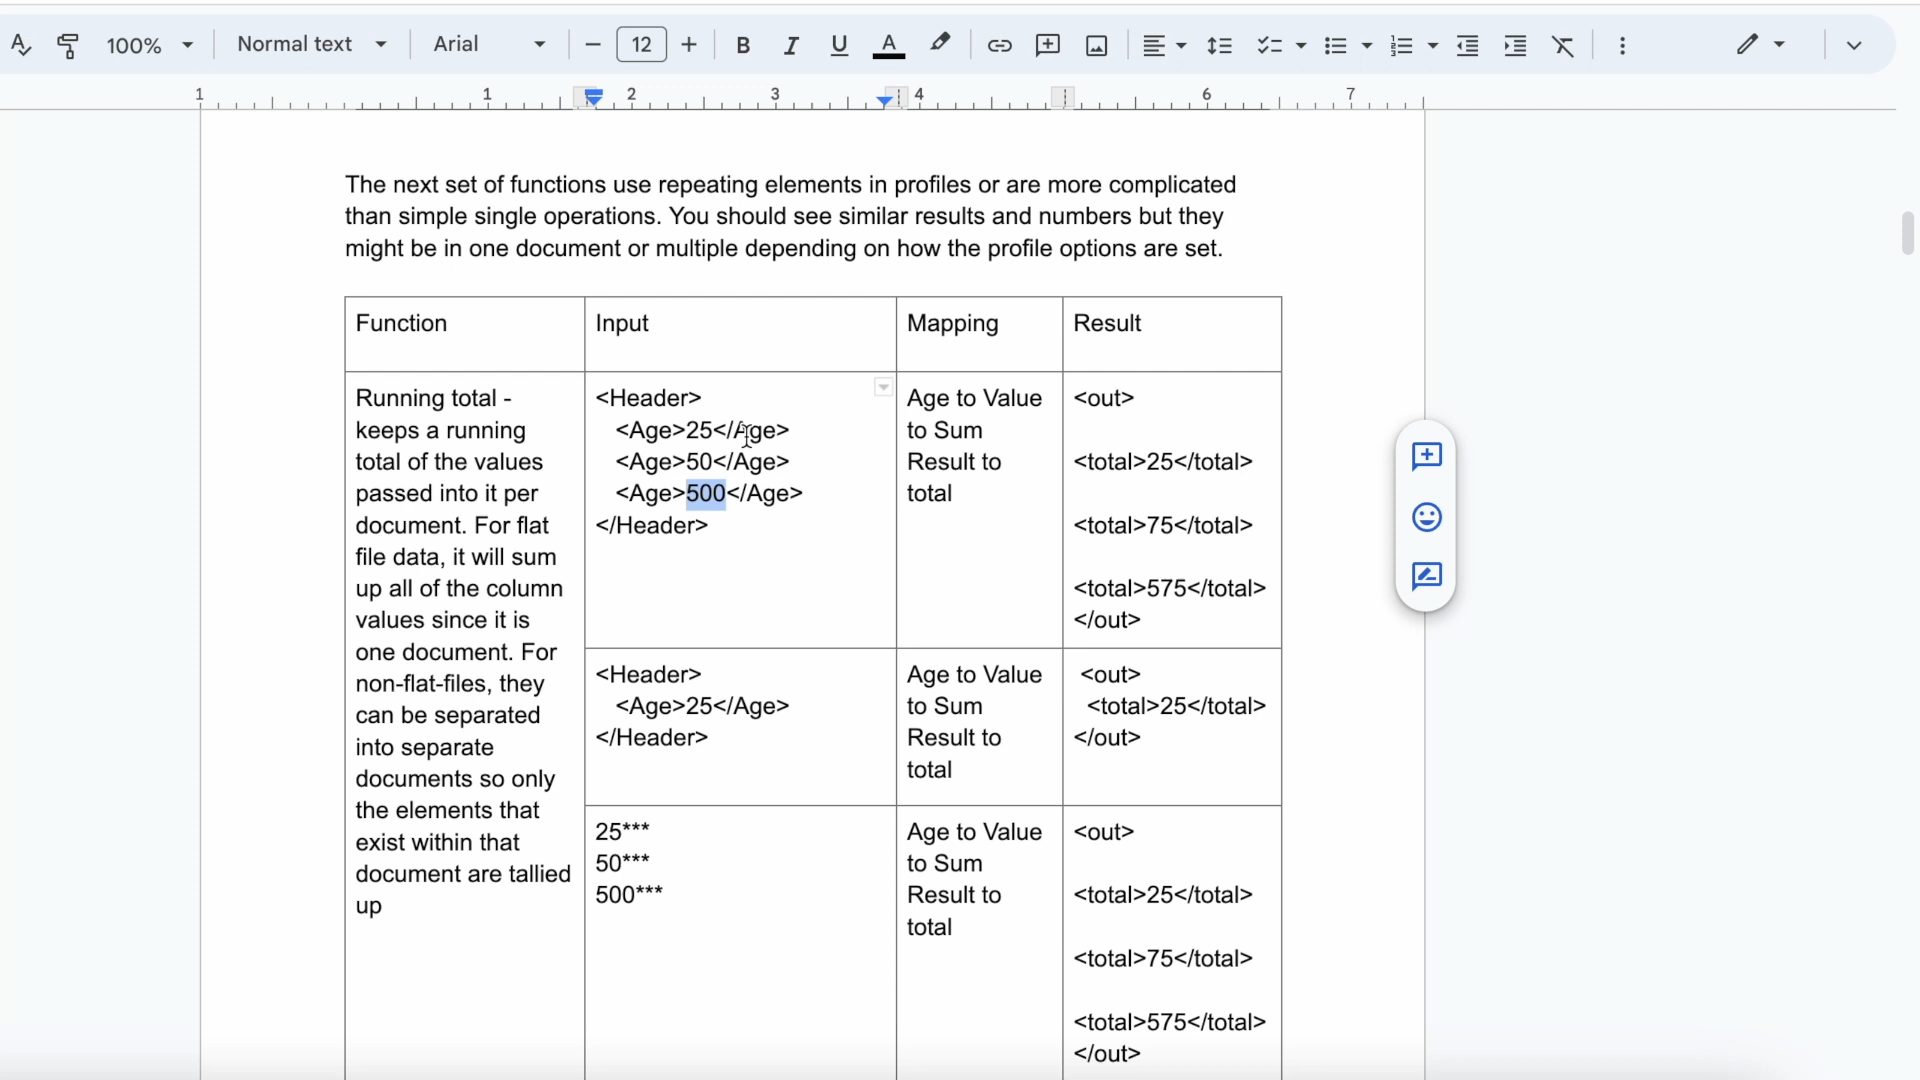 100% Normal text Arial 12
1 1 2 3 4 6 7
The next set of functions use repeating elements in profiles or are more complicated
than simple single operations. You should see similar results and numbers but they
might be in one document or multiple depending on how the profile options are set.
Function
Input
Mapping
Result
Running total -
keeps a running
total of the values
passed into it per
document. For flat
file data, it will sum
up all of the column
values since it is
one document. For
non-flat-files, they
can be separated
into separate
documents so only
the elements that
exist within that
document are tallied
up
<Header>
<Age>25</Age>
<Age>50</Age>
<Age>500</Age>
</Header>
Age to Value
to Sum
Result to
total
<out>
<total>25</total>
<total>75</total>
<total>575</total>
</out>
<Header>
<Age>25</Age>
</Header>
Age to Value
to Sum
Result to
total
<out>
<total>25</total>
</out>
25***
50***
500***
Age to Value
to Sum
Result to
total
<out>
<total>25</total>
<total>75</total>
<total>575</total>
</out>